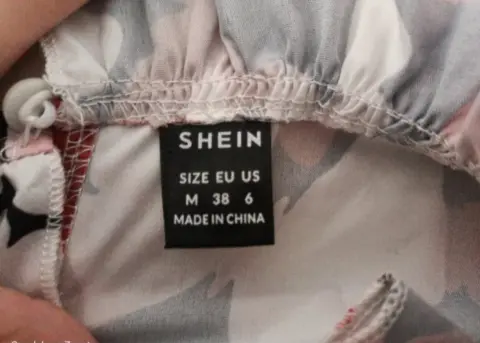 SHEIN
SIZE EU US
M 38 6
MADE IN CHINA